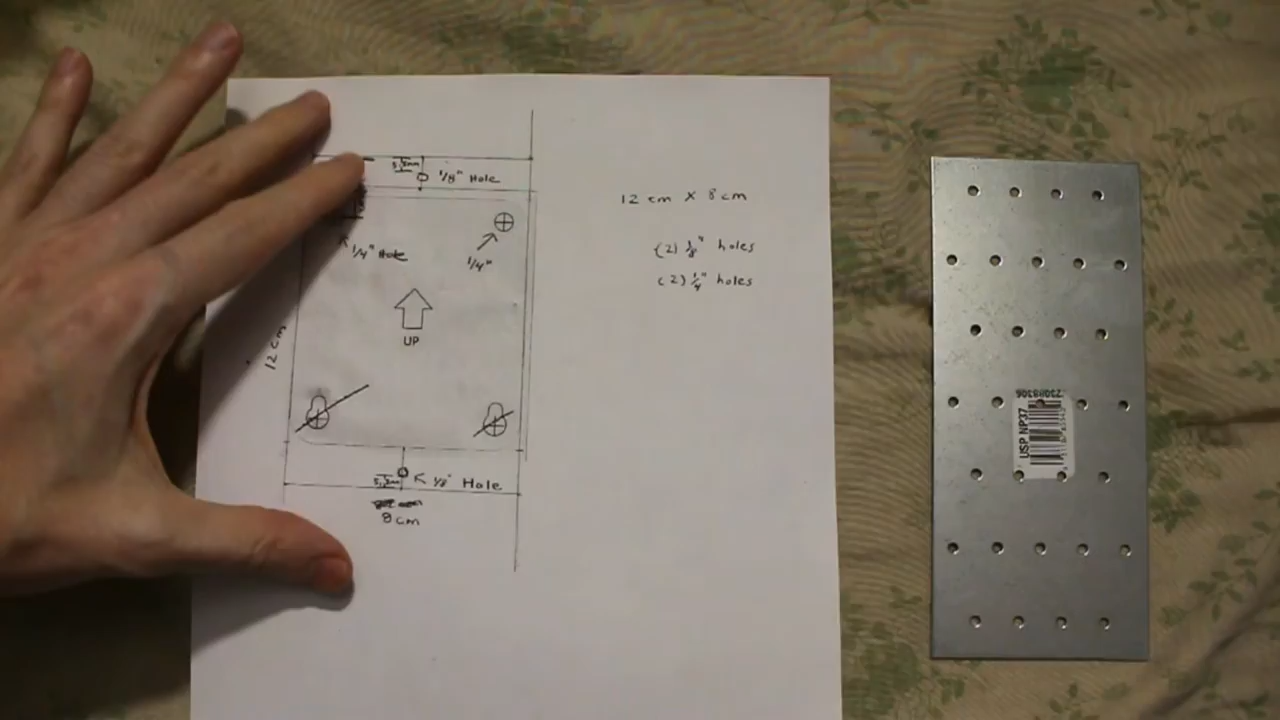 1/8" Hole
12 cm X 8 cm
1/4" Hole
1/4"
(2) 1/8" holes
(2) 1/4" holes
UP
12 cm
1/8" Hole
8 cm
USP NP37